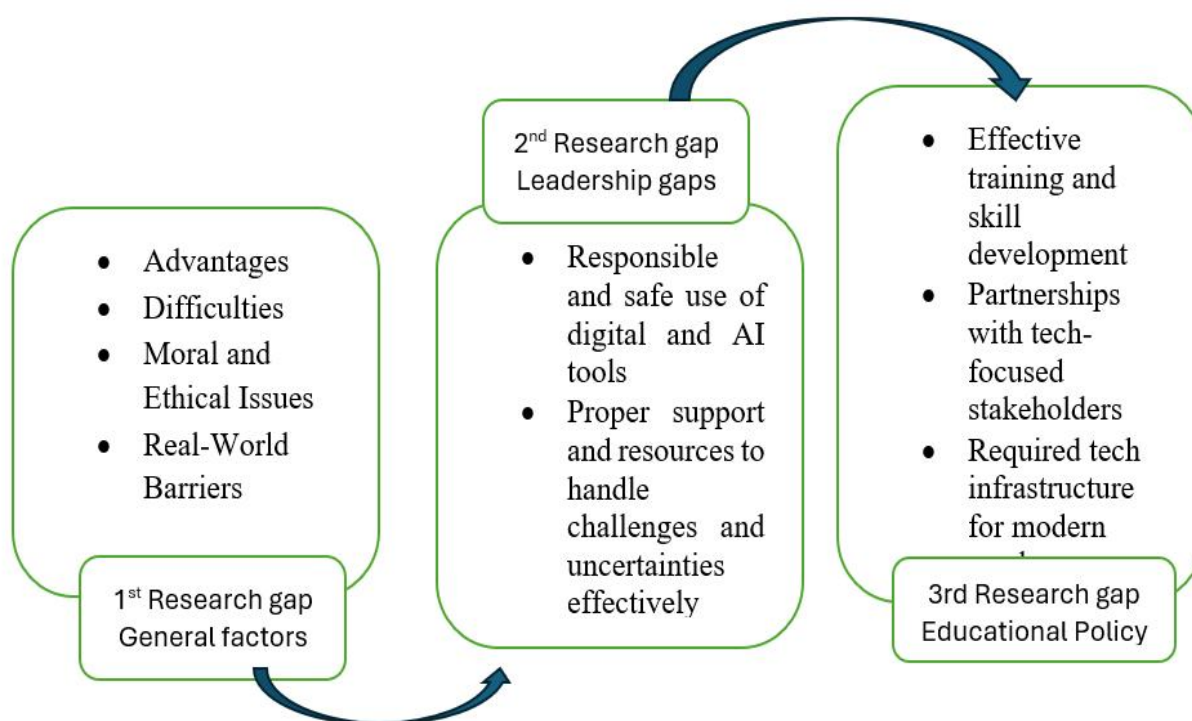 • Advantages
• Difficulties
• Moral and
Ethical Issues
• Real-World
Barriers
1st Research gap
General factors
2nd Research gap
Leadership gaps
• Responsible
and safe use of
digital and AI
tools
• Proper support
and resources to
handle
challenges and
uncertainties
effectively
• Effective
training and
skill
development
• Partnerships
with tech-
focused
stakeholders
• Required tech
infrastructure
for modern
3rd Research gap
Educational Policy